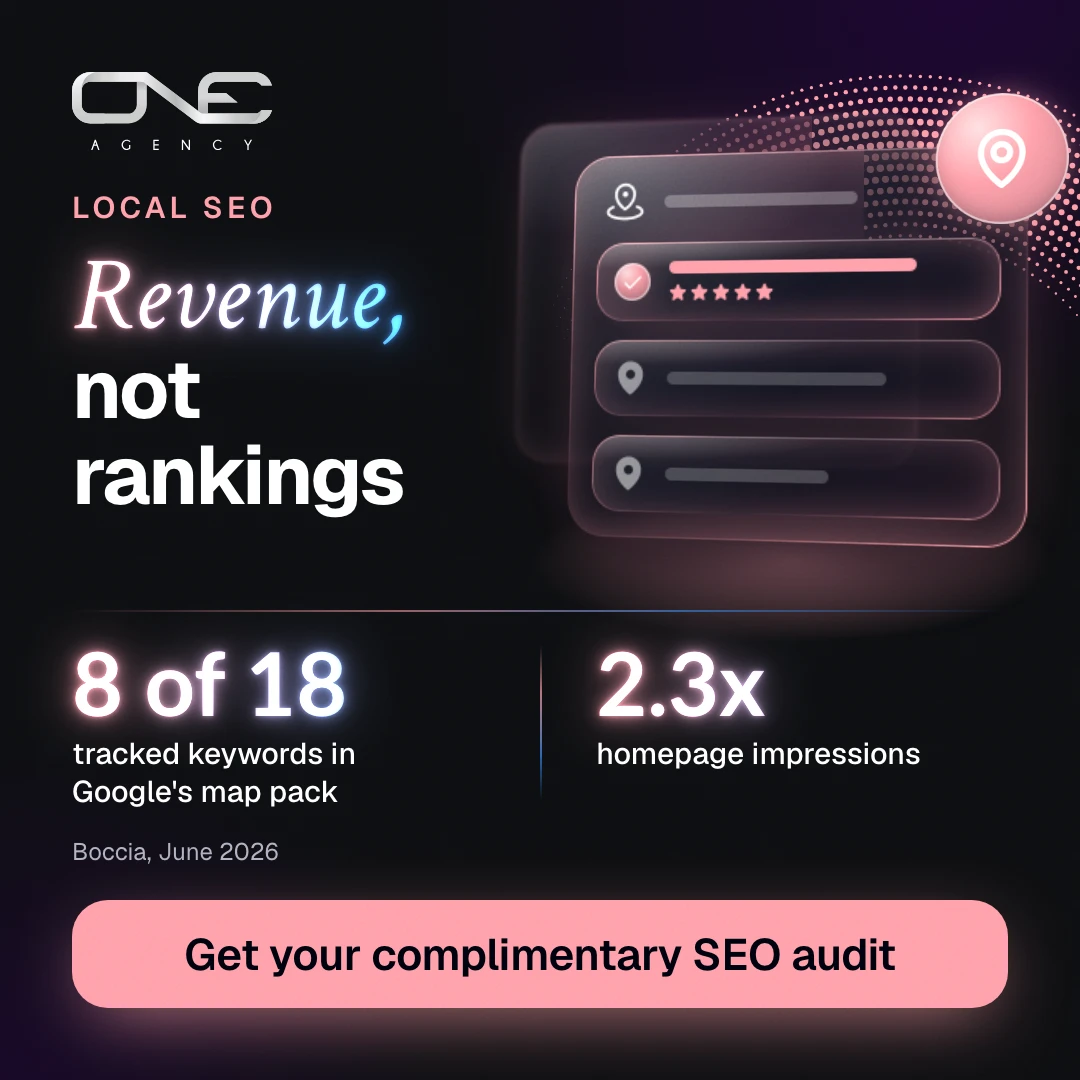 ONE
AGENCY
LOCAL SEO
Revenue,
not
rankings
8 of 18
tracked keywords in
Google's map pack
2.3x
homepage impressions
Boccia, June 2026
Get your complimentary SEO audit